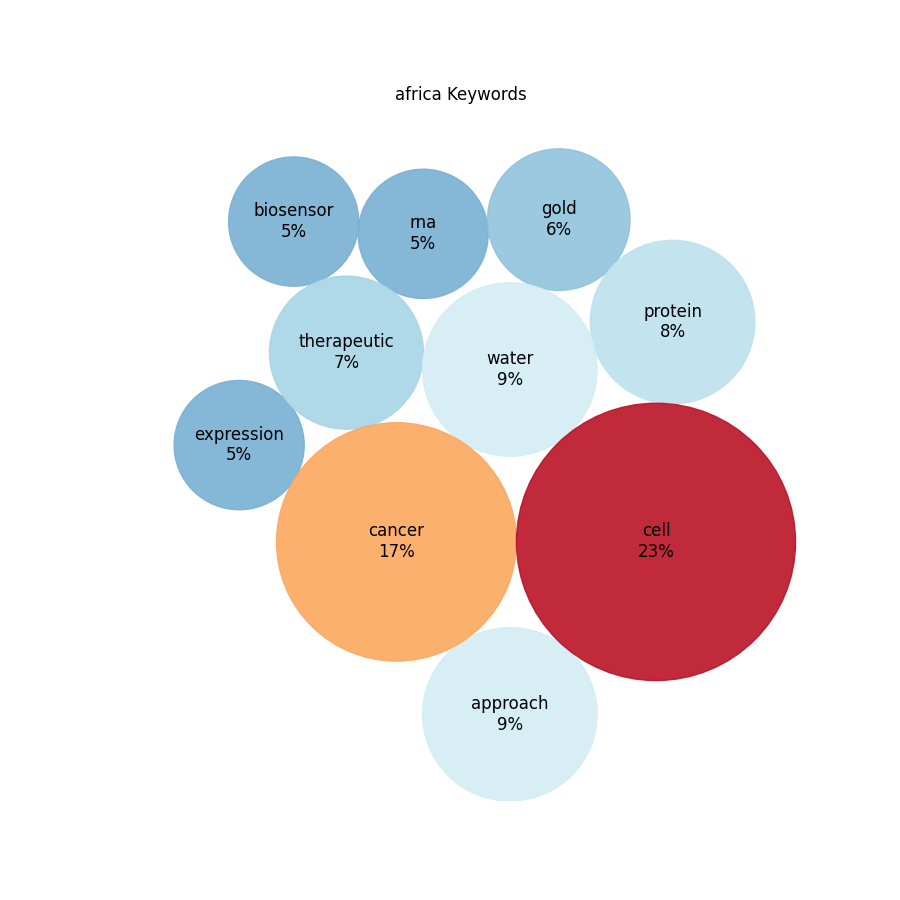 africa Keywords
biosensor
5%
rna
5%
gold
6%
protein
8%
therapeutic
7%
water
9%
expression
5%
cancer
17%
cell
23%
approach
9%